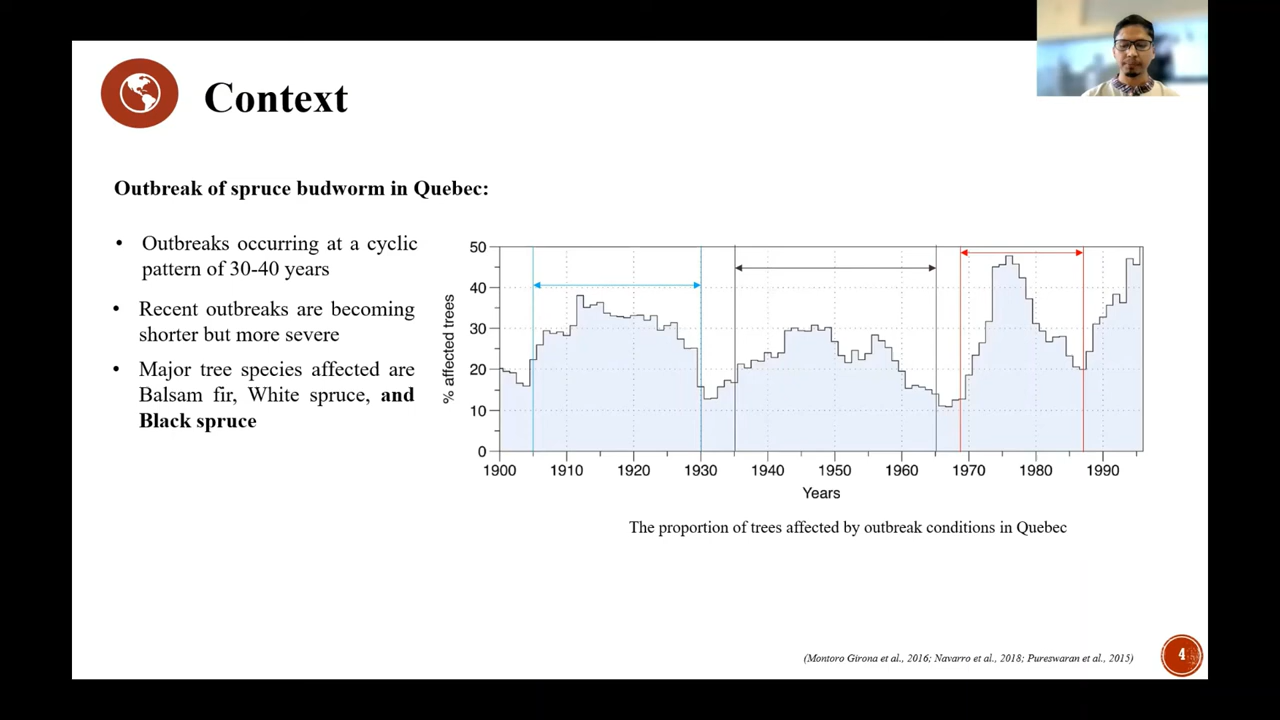 Context
Outbreak of spruce budworm in Quebec:
• Outbreaks occurring at a cyclic
pattern of 30-40 years
• Recent outbreaks are becoming
shorter but more severe
• Major tree species affected are
Balsam fir, White spruce, and
Black spruce
% affected trees
50
40
30
20
10
0
1900 1910 1920 1930 1940 1950 1960 1970 1980 1990
Years
The proportion of trees affected by outbreak conditions in Quebec
(Montoro Girona et al., 2016; Navarro et al., 2018; Pureswaran et al., 2015)
4